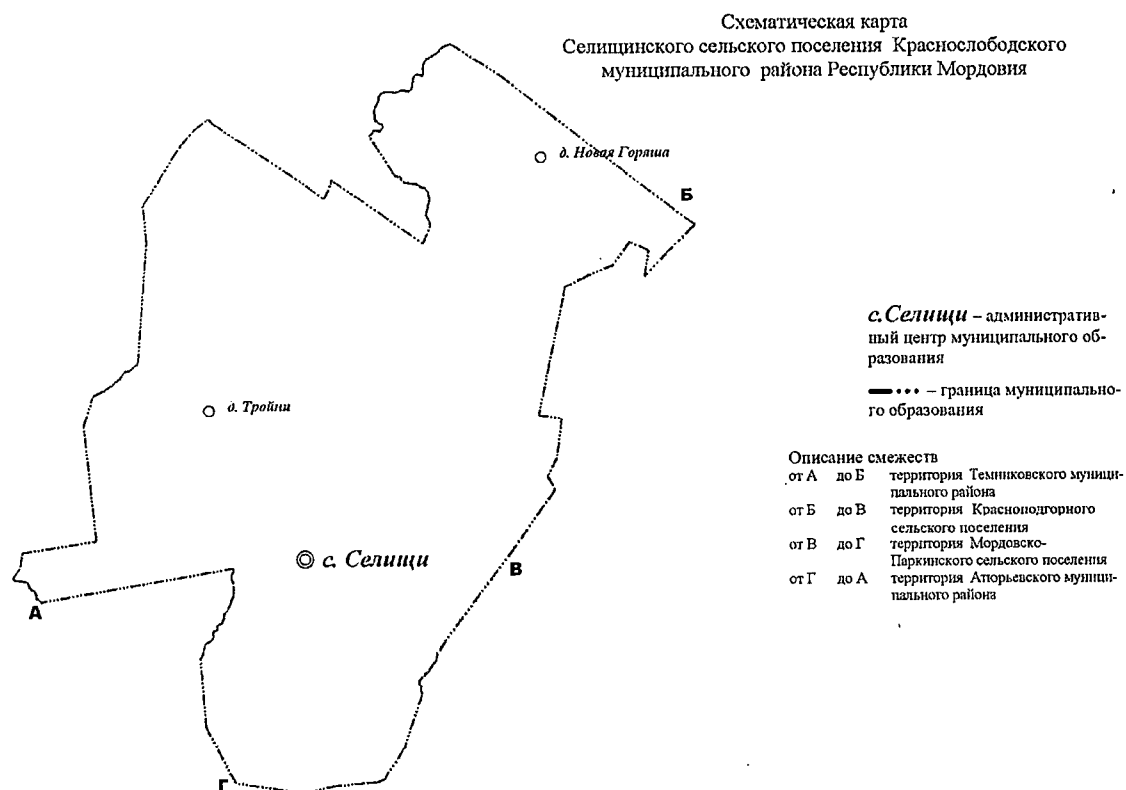 Схематическая карта
Селищинского сельского поселения Краснослободского
муниципального района Республики Мордовия
д. Новая Горяша
Б
с. Селищи – административ-
ный центр муниципального об-
разования
– граница муниципально-
го образования
д. Тройни
Описание смежеств
от А до Б территория Темниковского муници-
пального района
от Б до В территория Красноподгорного
сельского поселения
от В до Г территория Мордовско-
Паркинского сельского поселения
от Г до А территория Атюрьевского муници-
пального района
с. Селищи
В
А
Г